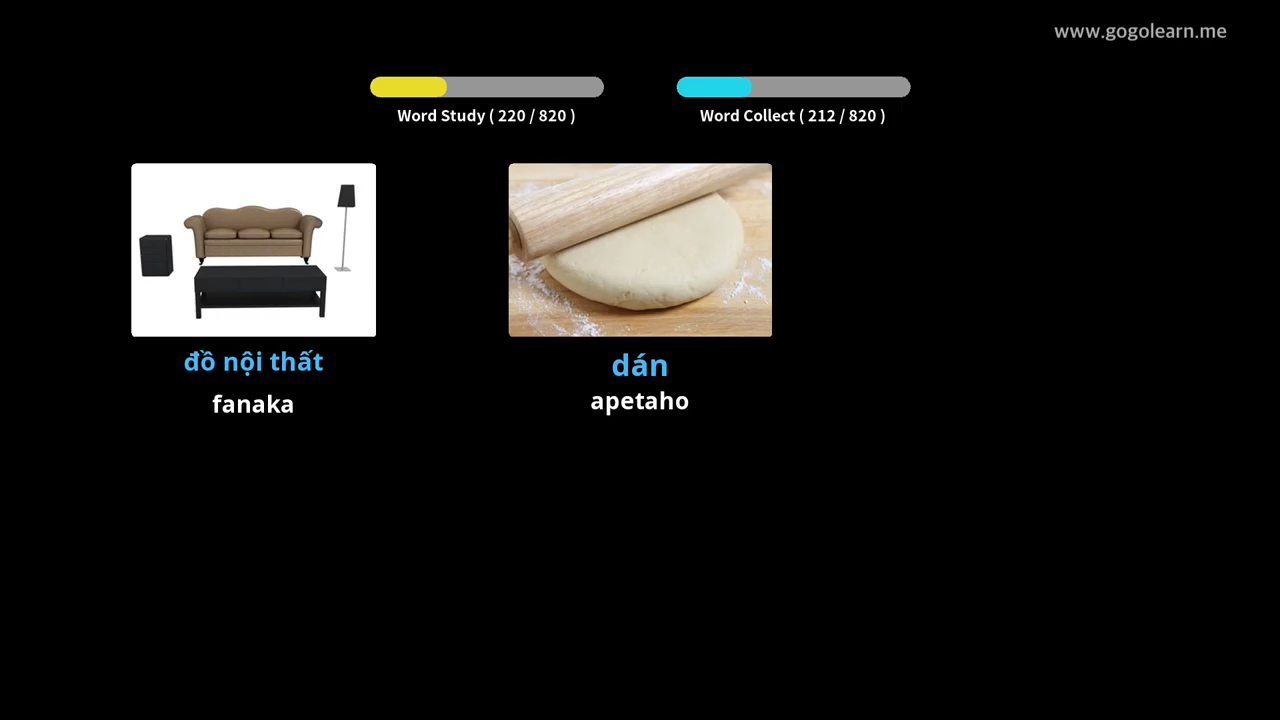 www.gogolearn.me
Word Study ( 220 / 820 )
Word Collect ( 212 / 820 )
đồ nội thất
fanaka
dán
apetaho